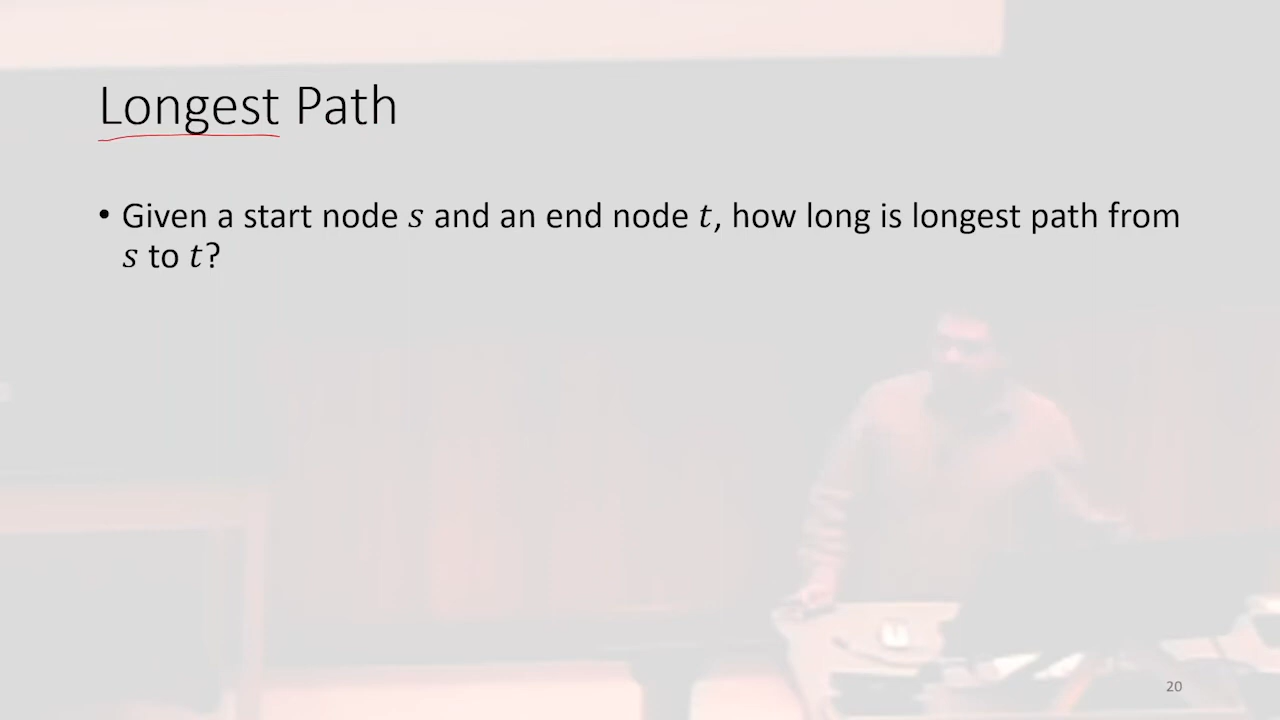 Longest Path
• Given a start node s and an end node t, how long is longest path from
s to t?
20